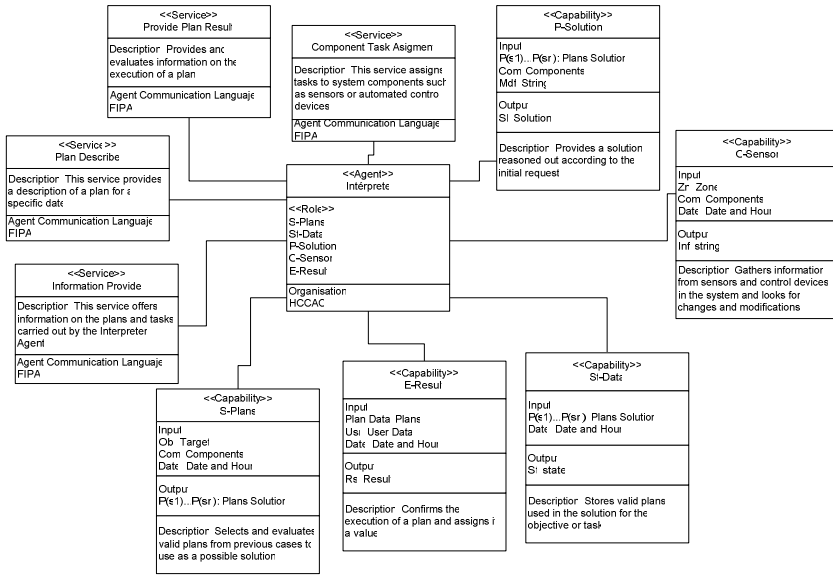 <<Service>>
Provide Plan Result
Description Provides and
evaluates information on the
execution of a plan
Agent Communication Language
FIPA
<<Service>>
Component Task Asigmen
Description This service assigns
tasks to system components such
as sensors or automated contro
devices
Agent Communication Language
FIPA
<<Capability>>
P-Solution
Input
P(s1)...P(sr): Plans Solution
Com Components
Mdf String
Output
Sl Solution
Description Provides a solution
reasoned out according to the
initial request
<<Service>>
Plan Describe
Description This service provides
a description of a plan for a
specific date
Agent Communication Language
FIPA
<<Agent>>
Intérprete
<<Role>>
S-Plans
St-Data
P-Solution
C-Sensor
E-Result
Organisation
HCCAC
<<Capability>>
C-Sensor
Input
Zn Zone
Com Components
Date Date and Hour
Output
Inf string
Description Gathers information
from sensors and control devices
in the system and looks for
changes and modifications
<<Service>>
Information Provide
Description This service offers
information on the plans and tasks
carried out by the Interpreter
Agent
Agent Communication Language
FIPA
<<Capability>>
S-Plans
Input
Ob Target
Com Components
Date Date and Hour
Output
P(s1)...P(sr): Plans Solution
Description Selects and evaluates
valid plans from previous cases to
use as a possible solution
<<Capability>>
E-Result
Input
Plan Data Plans
Usr User Data
Date Date and Hour
Output
Rs Result
Description Confirms the
execution of a plan and assigns it
a value
<<Capability>>
St-Data
Input
P(s1)...P(sr) Plans Solution
Date Date and Hour
Output
St state
Description Stores valid plans
used in the solution for the
objective or task